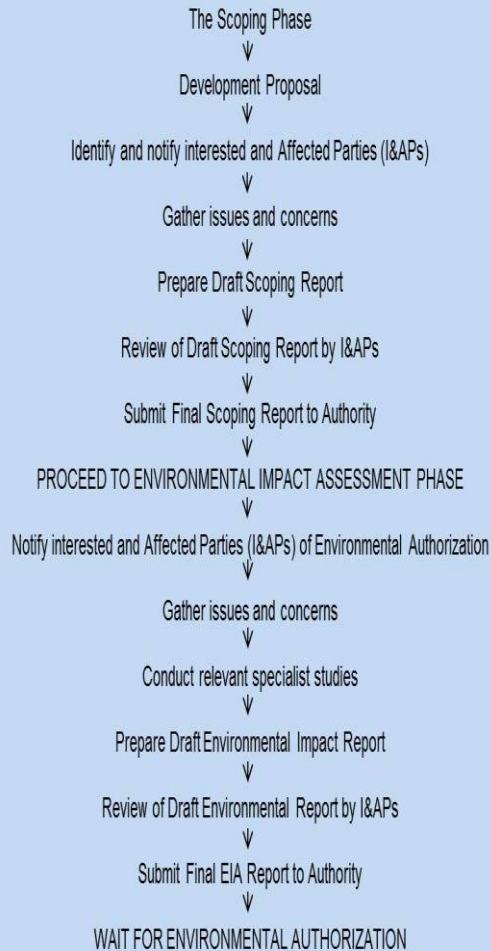 The Scoping Phase
Development Proposal
Identify and notify interested and Affected Parties (I&APs)
Gather issues and concerns
Prepare Draft Scoping Report
Review of Draft Scoping Report by I&APs
Submit Final Scoping Report to Authority
PROCEED TO ENVIRONMENTAL IMPACT ASSESSMENT PHASE
Notify interested and Affected Parties (I&APs) of Environmental Authorization
Gather issues and concerns
Conduct relevant specialist studies
Prepare Draft Environmental Impact Report
Review of Draft Environmental Report by I&APs
Submit Final EIA Report to Authority
WAIT FOR ENVIRONMENTAL AUTHORIZATION